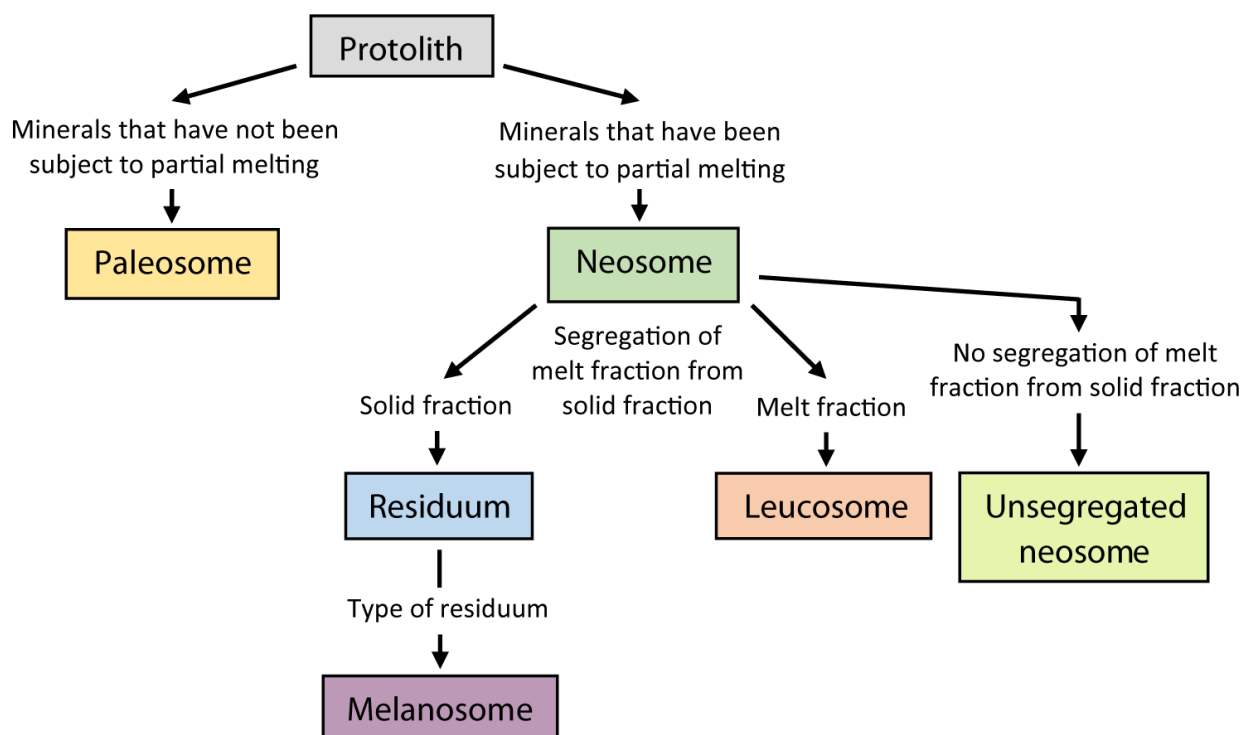 Protolith
Minerals that have not been
subject to partial melting
Minerals that have been
subject to partial melting
Paleosome
Neosome
Segregation of
melt fraction from
solid fraction
No segregation of melt
fraction from solid fraction
Solid fraction
Melt fraction
Residuum
Leucosome
Unsegregated
neosome
Type of residuum
Melanosome